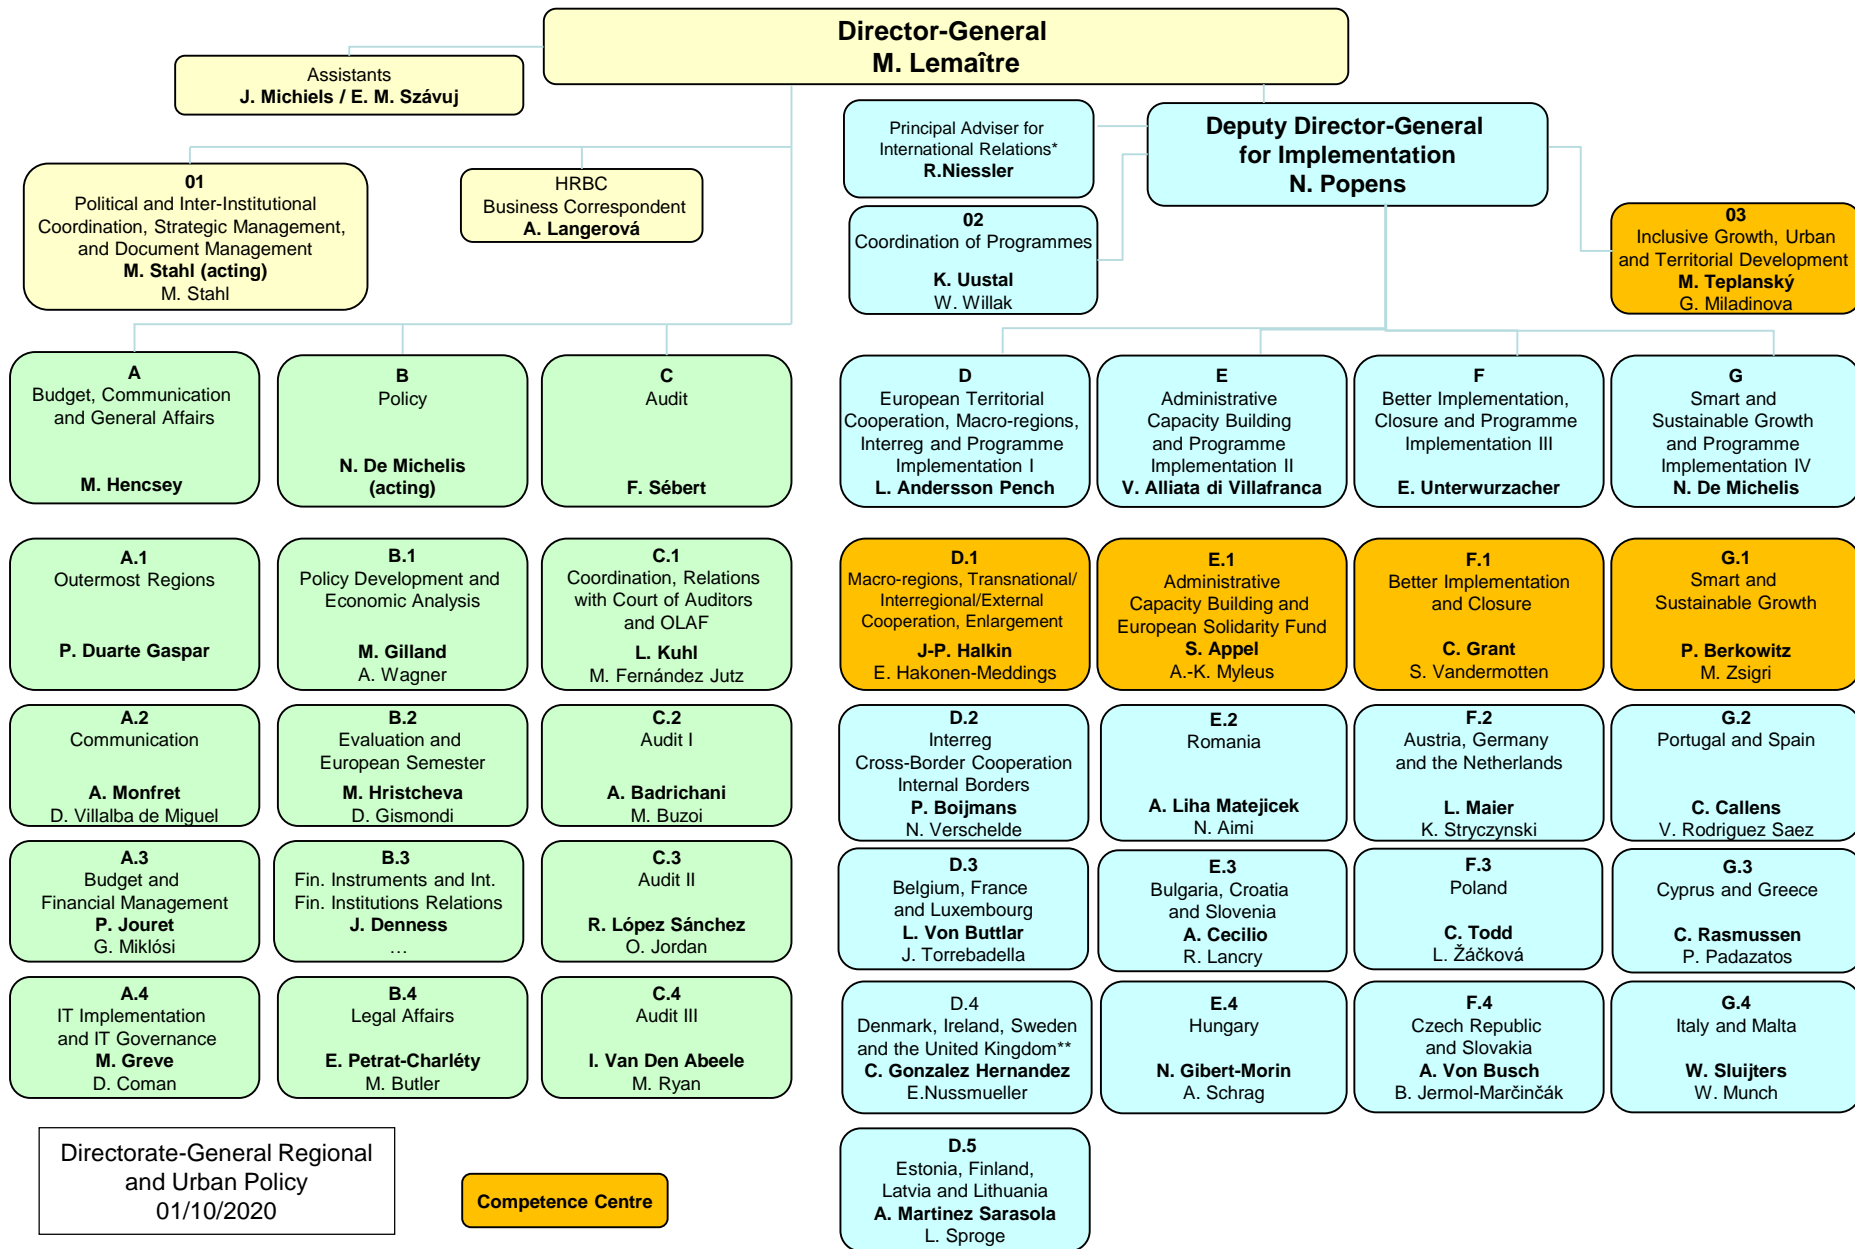 Director-General
M. Lemaître
Assistants
J. Michiels / E. M. Szávuj
Principal Adviser for
International Relations*
R.Niessler
Deputy Director-General
for Implementation
N. Popens
01
Political and Inter-Institutional
Coordination, Strategic Management,
and Document Management
M. Stahl (acting)
M. Stahl
HRBC
Business Correspondent
A. Langerová
02
Coordination of Programmes
K. Uustal
W. Willak
03
Inclusive Growth, Urban
and Territorial Development
M. Teplanský
G. Miladinova
A
Budget, Communication
and General Affairs
M. Hencsey
B
Policy
N. De Michelis
(acting)
C
Audit
F. Sébert
D
European Territorial
Cooperation, Macro-regions,
Interreg and Programme
Implementation I
L. Andersson Pench
E
Administrative
Capacity Building
and Programme
Implementation II
V. Alliata di Villafranca
F
Better Implementation,
Closure and Programme
Implementation III
E. Unterwurzacher
G
Smart and
Sustainable Growth
and Programme
Implementation IV
N. De Michelis
A.1
Outermost Regions
P. Duarte Gaspar
B.1
Policy Development and
Economic Analysis
M. Gilland
A. Wagner
C.1
Coordination, Relations
with Court of Auditors
and OLAF
L. Kuhl
M. Fernández Jutz
D.1
Macro-regions, Transnational/
Interregional/External
Cooperation, Enlargement
J-P. Halkin
E. Hakonen-Meddings
E.1
Administrative
Capacity Building and
European Solidarity Fund
S. Appel
A.-K. Myleus
F.1
Better Implementation
and Closure
C. Grant
S. Vandermotten
G.1
Smart and
Sustainable Growth
P. Berkowitz
M. Zsigri
A.2
Communication
A. Monfret
D. Villalba de Miguel
B.2
Evaluation and
European Semester
M. Hristcheva
D. Gismondi
C.2
Audit I
A. Badrichani
M. Buzoi
D.2
Interreg
Cross-Border Cooperation
Internal Borders
P. Boijmans
N. Verschelde
E.2
Romania
A. Liha Matejicek
N. Aimi
F.2
Austria, Germany
and the Netherlands
L. Maier
K. Stryczynski
G.2
Portugal and Spain
C. Callens
V. Rodriguez Saez
A.3
Budget and
Financial Management
P. Jouret
G. Miklósi
B.3
Fin. Instruments and Int.
Fin. Institutions Relations
J. Denness
…
C.3
Audit II
R. López Sánchez
O. Jordan
D.3
Belgium, France
and Luxembourg
L. Von Buttlar
J. Torrebadella
E.3
Bulgaria, Croatia
and Slovenia
A. Cecilio
R. Lancry
F.3
Poland
C. Todd
L. Žáčková
G.3
Cyprus and Greece
C. Rasmussen
P. Padazatos
A.4
IT Implementation
and IT Governance
M. Greve
D. Coman
B.4
Legal Affairs
E. Petrat-Charléty
M. Butler
C.4
Audit III
I. Van Den Abeele
M. Ryan
D.4
Denmark, Ireland, Sweden
and the United Kingdom**
C. Gonzalez Hernandez
E.Nussmueller
E.4
Hungary
N. Gibert-Morin
A. Schrag
F.4
Czech Republic
and Slovakia
A. Von Busch
B. Jermol-Marčinčák
G.4
Italy and Malta
W. Sluijters
W. Munch
D.5
Estonia, Finland,
Latvia and Lithuania
A. Martinez Sarasola
L. Sproge
Directorate-General Regional
and Urban Policy
01/10/2020
Competence Centre